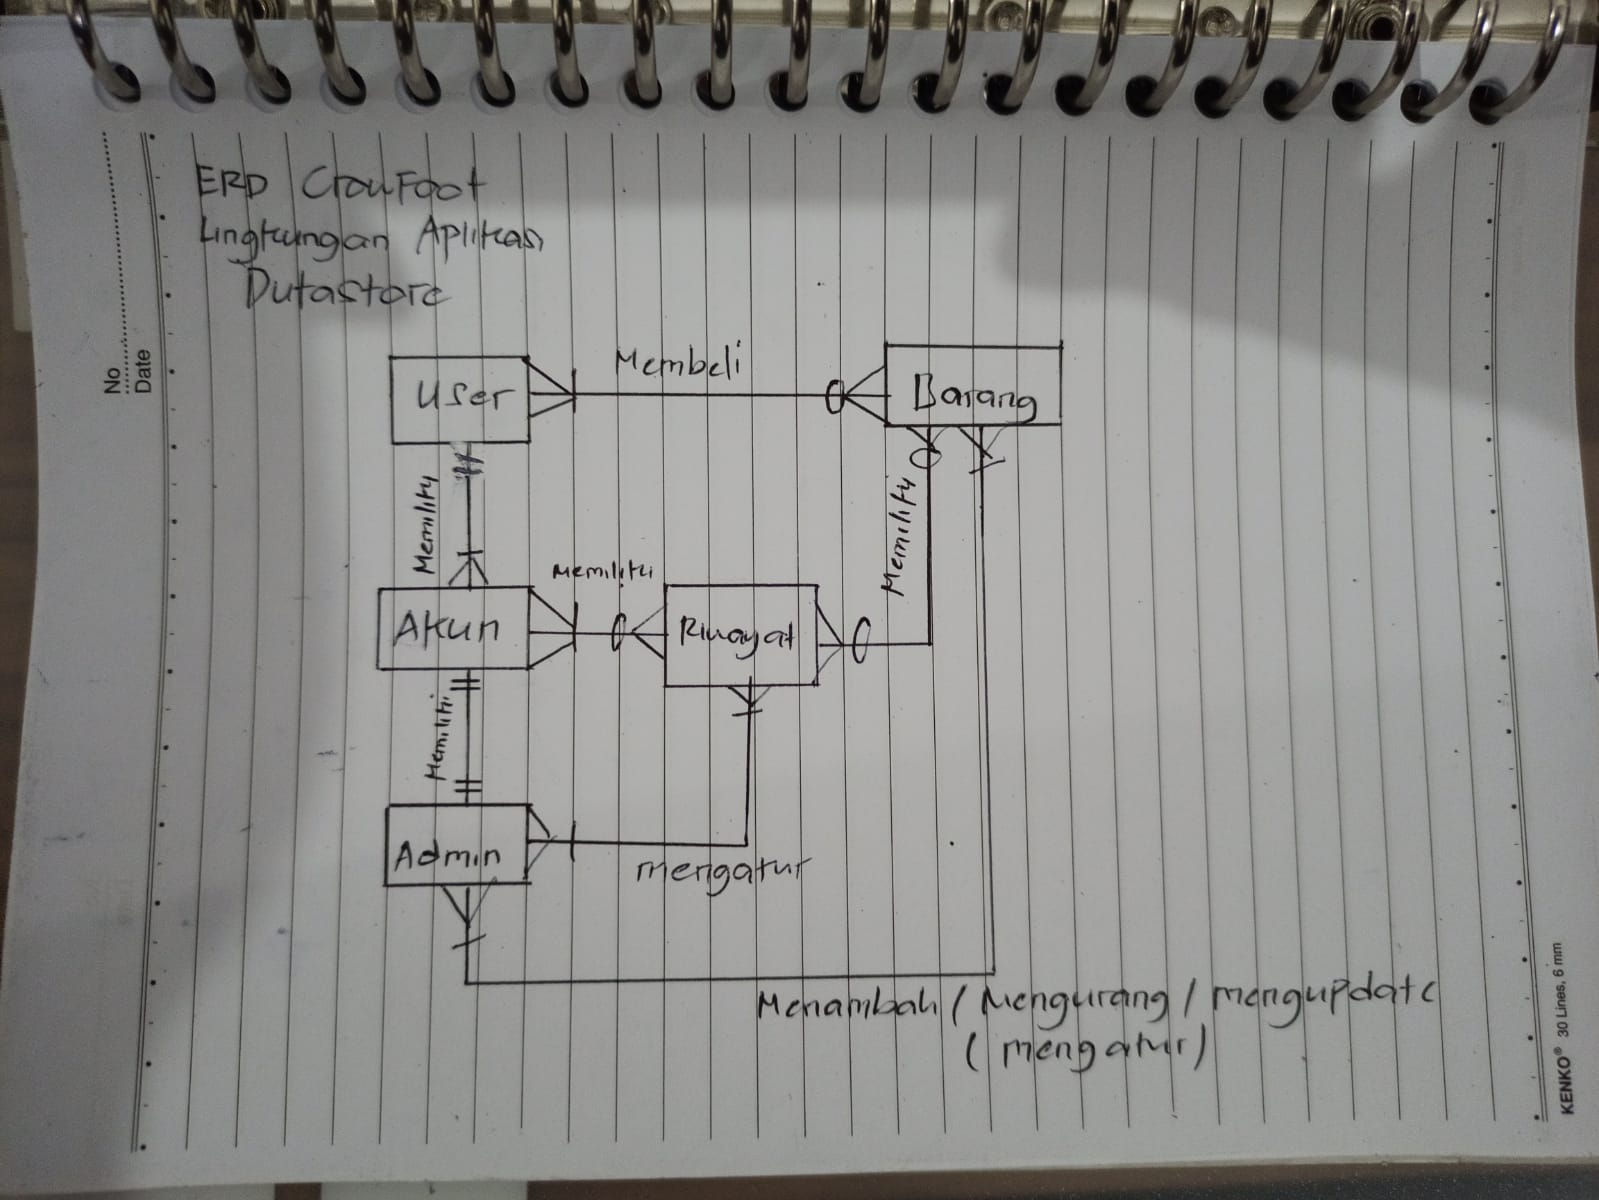 ERD CrowFoot
Lingkungan Aplikasi
Dutastore
No
Date
User
Membeli
Barang
Memiliki
Memiliki
Akun
Memiliki
Riwayat
Memiliki
Admin
mengatur
Menambah / Mengurang / mengupdate
( mengatur )
KENKO® 30 Lines, 6 mm